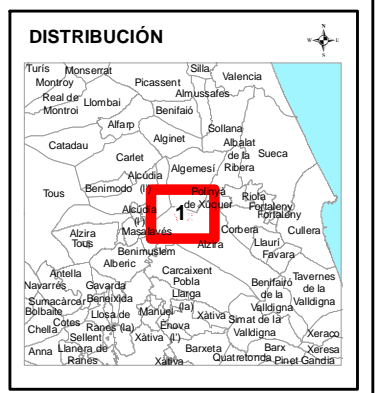 DISTRIBUCIÓN
N
W
E
S
Turís
Monserrat
Silla
Montroy
Picassent
Valencia
Real de
Montroi
Llombai
Almussafes
Benifaió
Alfarp
Sollana
Catadau
Alginet
Albalat
de la
Ribera
Sueca
Carlet
Algemesí
Alcúdia
(l')
Tous
Benimodo
Polinyà
de Xúquer
Riola
Fortaleny
Fortaleny
Alcúdia
(l')
1
Corbera
Cullera
Alzira
Tous
Masalavés
Alzira
Llaurí
Favara
Benimuslem
Alberic
Antella
Carcaixent
Benifairó
de la
Valldigna
Tavernes
de la
Valldigna
Navarrés
Gavarda
Pobla
Llarga
(la)
Sumacàrcer
Beneixida
Bolbaite
Cotes
Llosa de
Ranes (la)
Manuel
Xàtiva
Simat de la
Valldigna
Chella
Sellent
Énova
(l')
Xàtiva
Xeraco
Anna
Llanera de
Ranes
Barxeta
Barx
Xeresa
Xàtiva
Quatretonda
Pinet
Gandia